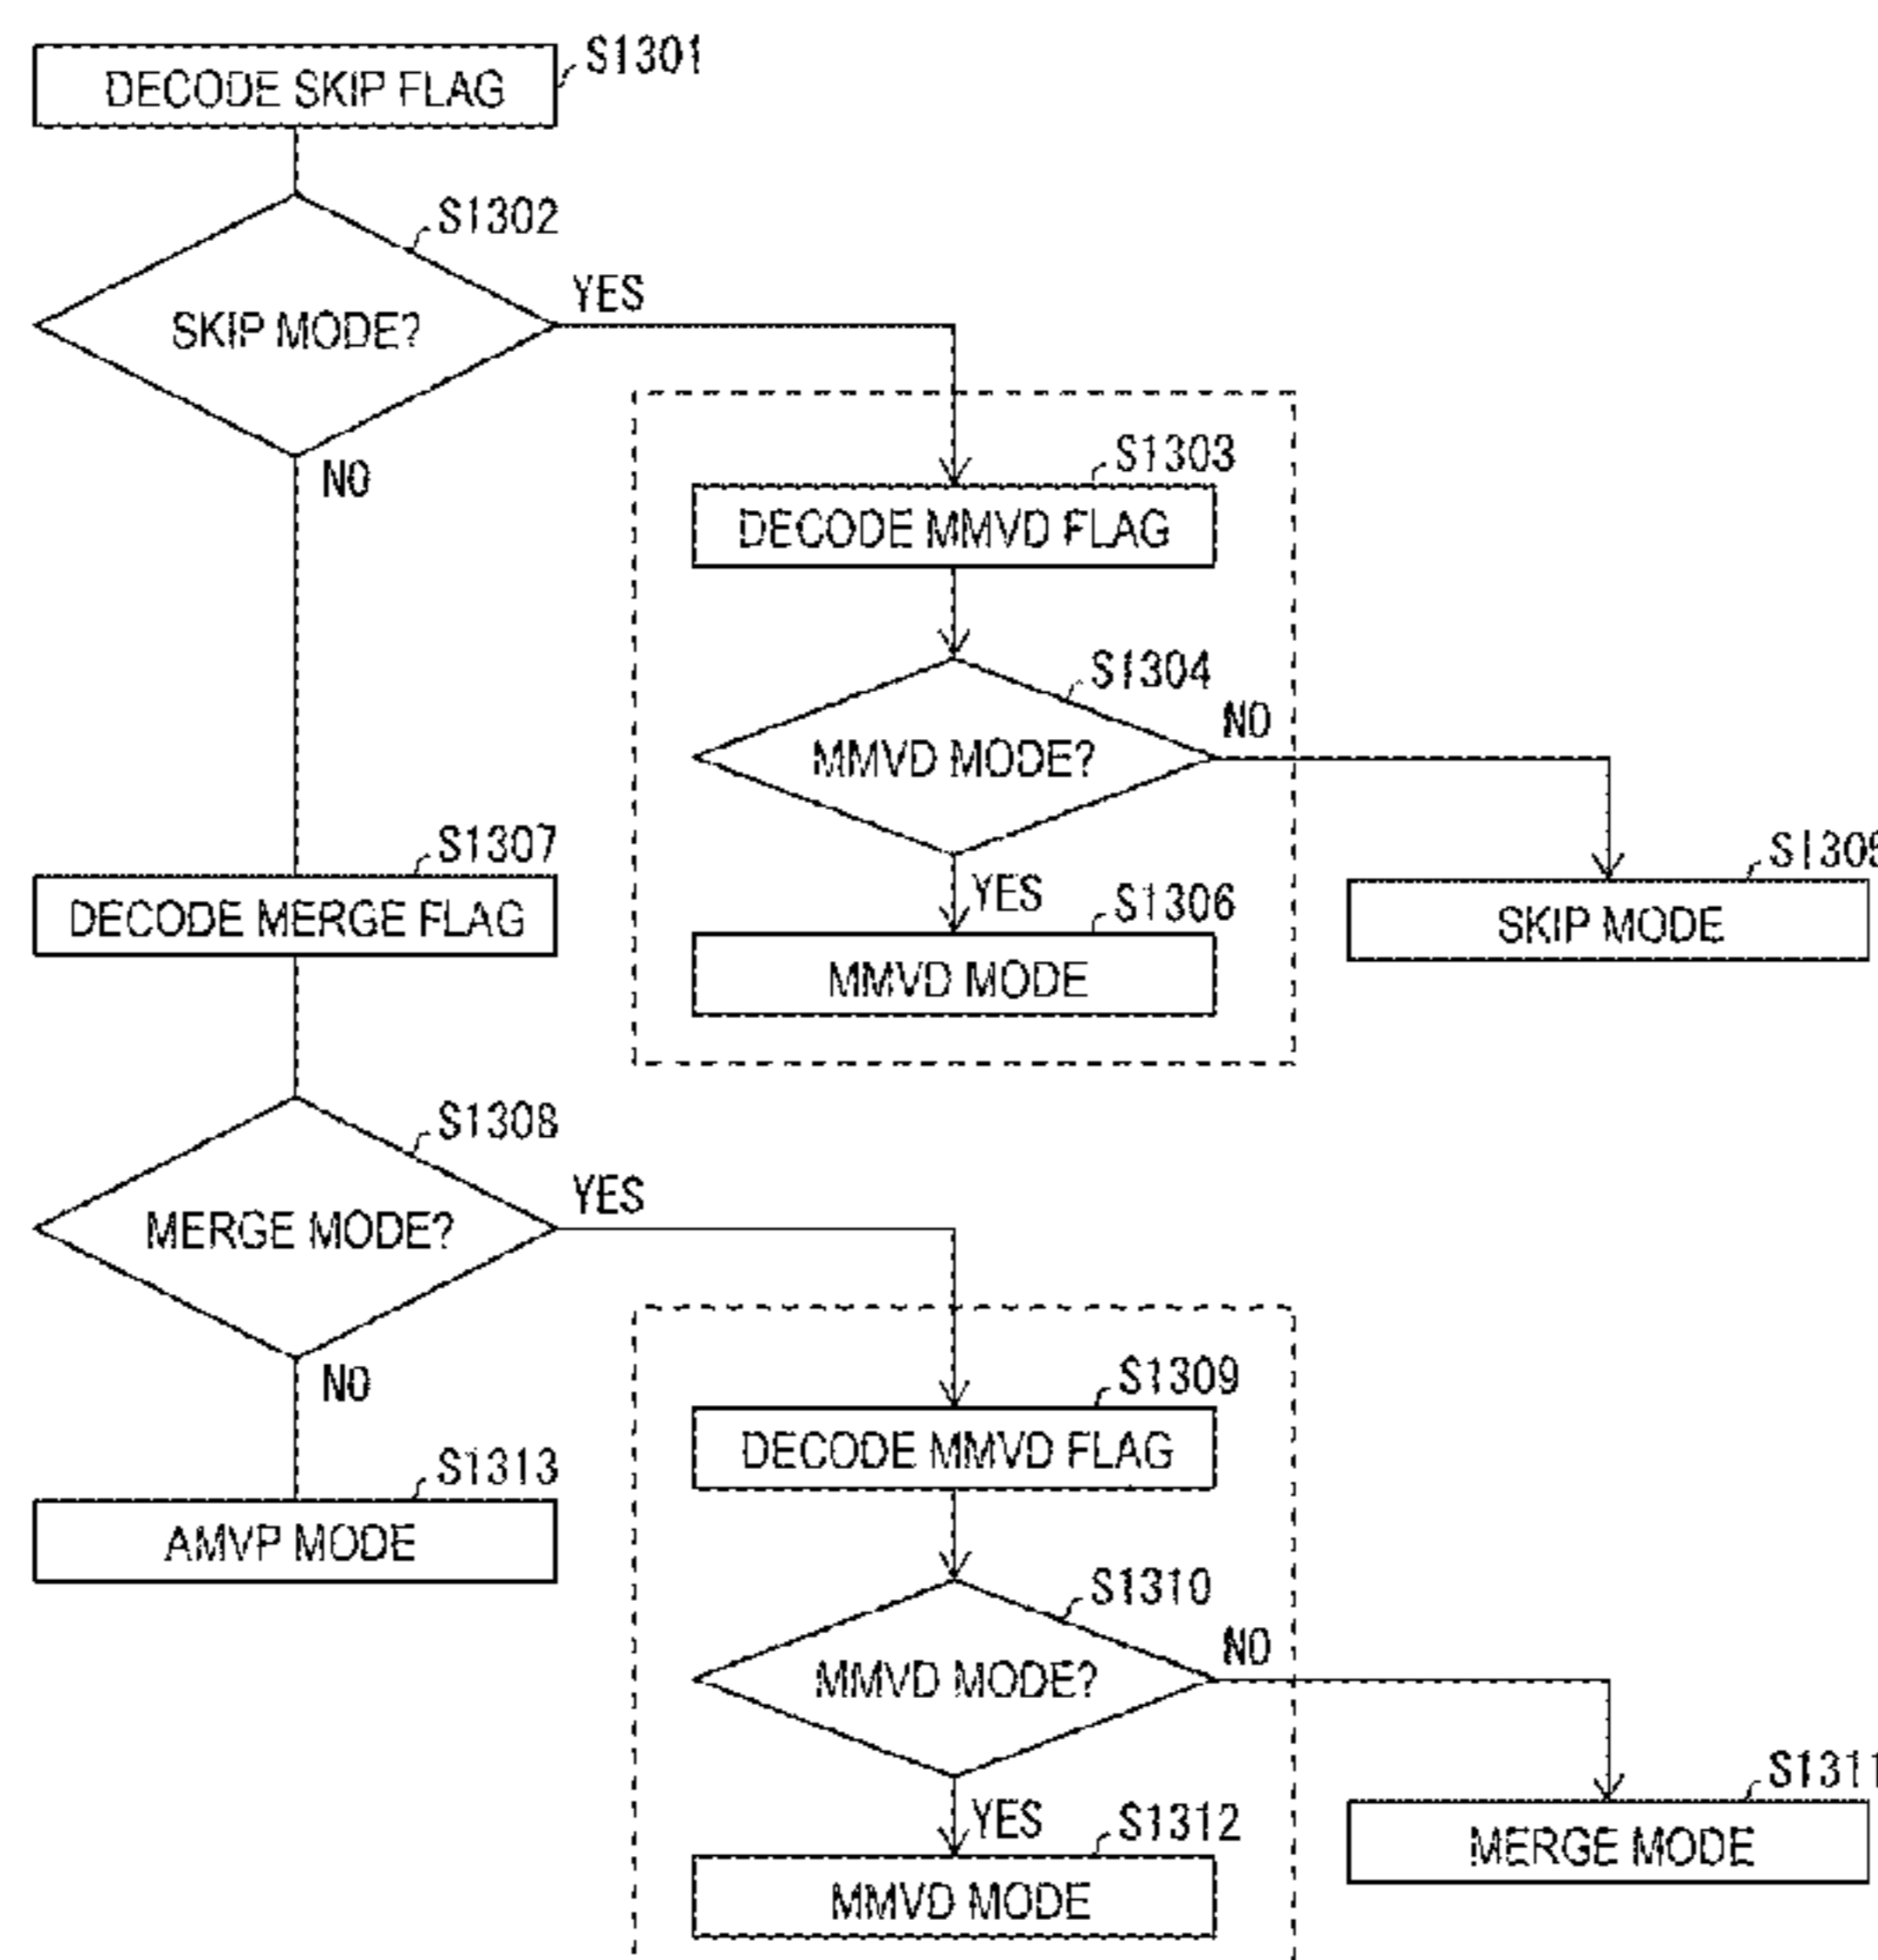 S1301
DECODE SKIP FLAG
S1302
YES
SKIP MODE?
NO
S1303
DECODE MMVD FLAG
S1304
NO
MMVD MODE?
S1305
YES
S1306
SKIP MODE
MMVD MODE
S1307
DECODE MERGE FLAG
S1308
YES
MERGE MODE?
NO
S1309
DECODE MMVD FLAG
S1313
AMVP MODE
S1310
NO
MMVD MODE?
S1311
YES
S1312
MERGE MODE
MMVD MODE